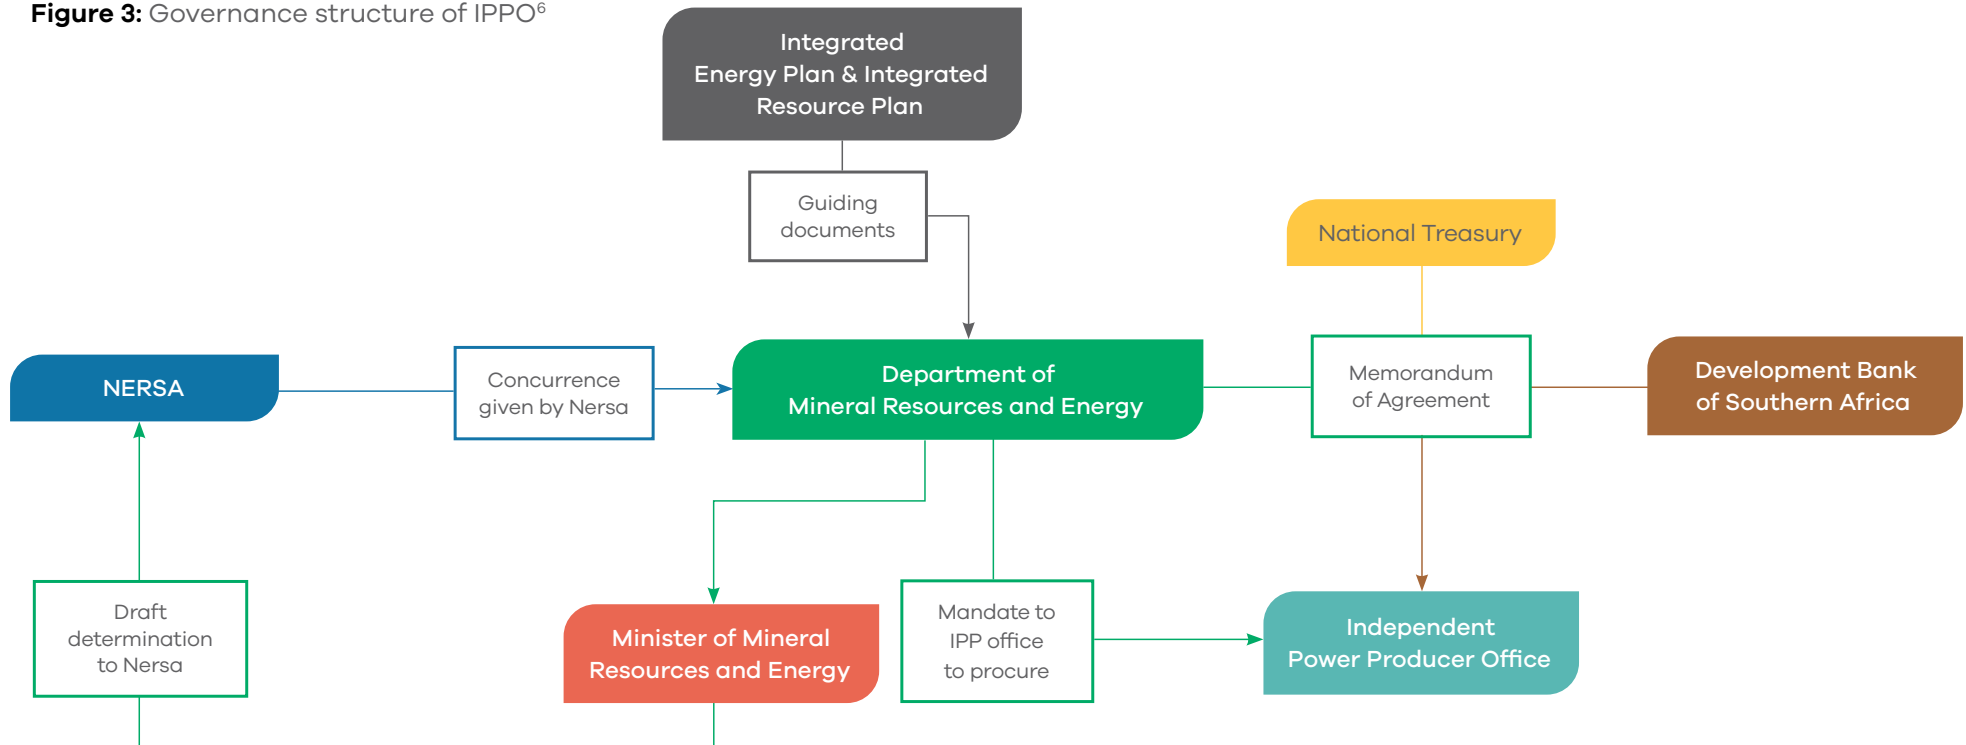 Figure 3: Governance structure of IPPO⁶
Integrated
Energy Plan & Integrated
Resource Plan
Guiding
documents
National Treasury
NERSA
Concurrence
given by Nersa
Department of
Mineral Resources and Energy
Memorandum
of Agreement
Development Bank
of Southern Africa
Draft
determination
to Nersa
Minister of Mineral
Resources and Energy
Mandate to
IPP office
to procure
Independent
Power Producer Office